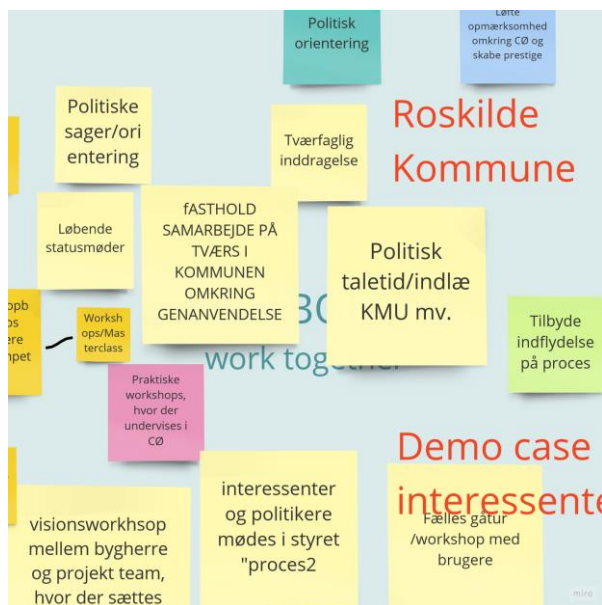 Politisk
orientering
Løfte
opmærksomhed
omkring CØ og
skabe prestige
Politiske
sager/ori
entering
Tværfaglig
inddragelse
Roskilde
Kommune
Løbende
statusmøder
fASTHOLD
SAMARBEJDE PÅ
TVÆRS I
KOMMUNEN
OMKRING
GENANVENDELSE
Politisk
taletid/indlæ
KMU mv.
work together
Worksh
ops/Mas
terclass
Tilbyde
indflydelse
på proces
Praktiske
workshops,
hvor der
undervises i
CØ
Demo case
interessente
visionsworkhsop
mellem bygherre
og projekt team,
hvor der sættes
interessenter
og politikere
mødes i styret
"proces2
Fælles gåtur
/workshop med
brugere
miro